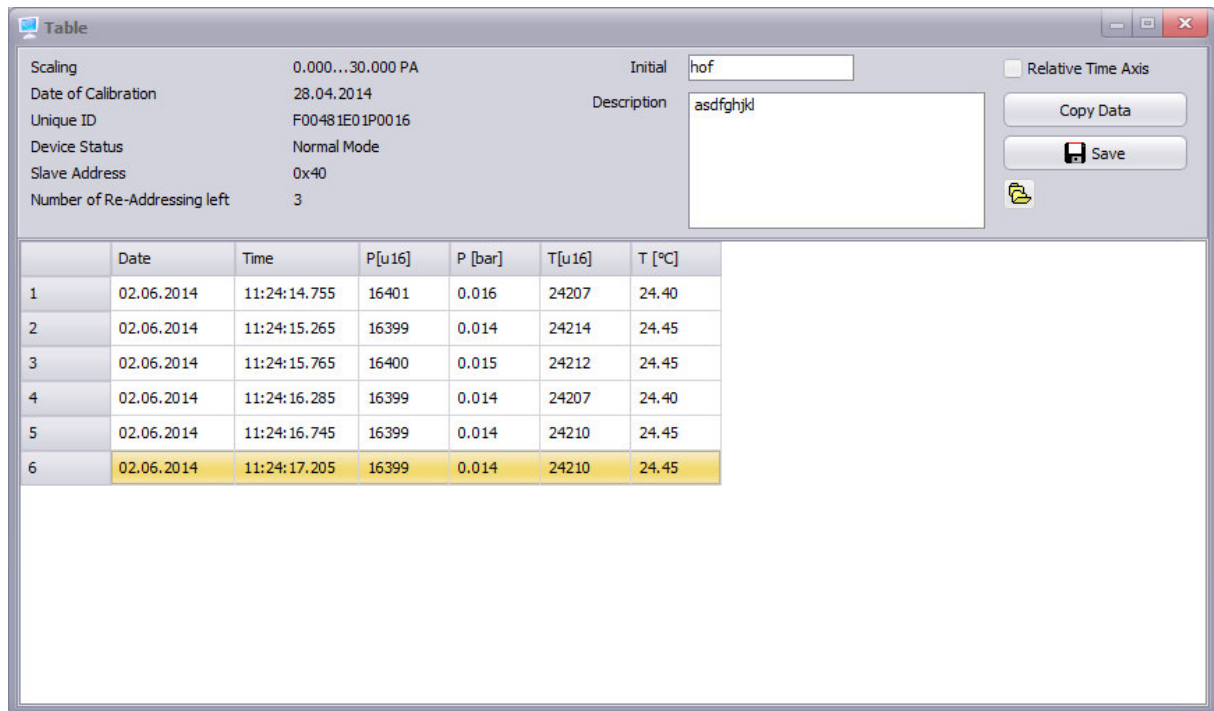 Table
Scaling 0.000...30.000 PA
Date of Calibration 28.04.2014
Unique ID F00481E01P0016
Device Status Normal Mode
Slave Address 0x40
Number of Re-Addressing left 3
Initial hof
Description asdfghjkl
Relative Time Axis
Copy Data
Save
Date Time P[u16] P [bar] T[u16] T [°C]
1 02.06.2014 11:24:14.755 16401 0.016 24207 24.40
2 02.06.2014 11:24:15.265 16399 0.014 24214 24.45
3 02.06.2014 11:24:15.765 16400 0.015 24212 24.45
4 02.06.2014 11:24:16.285 16399 0.014 24207 24.40
5 02.06.2014 11:24:16.745 16399 0.014 24210 24.45
6 02.06.2014 11:24:17.205 16399 0.014 24210 24.45